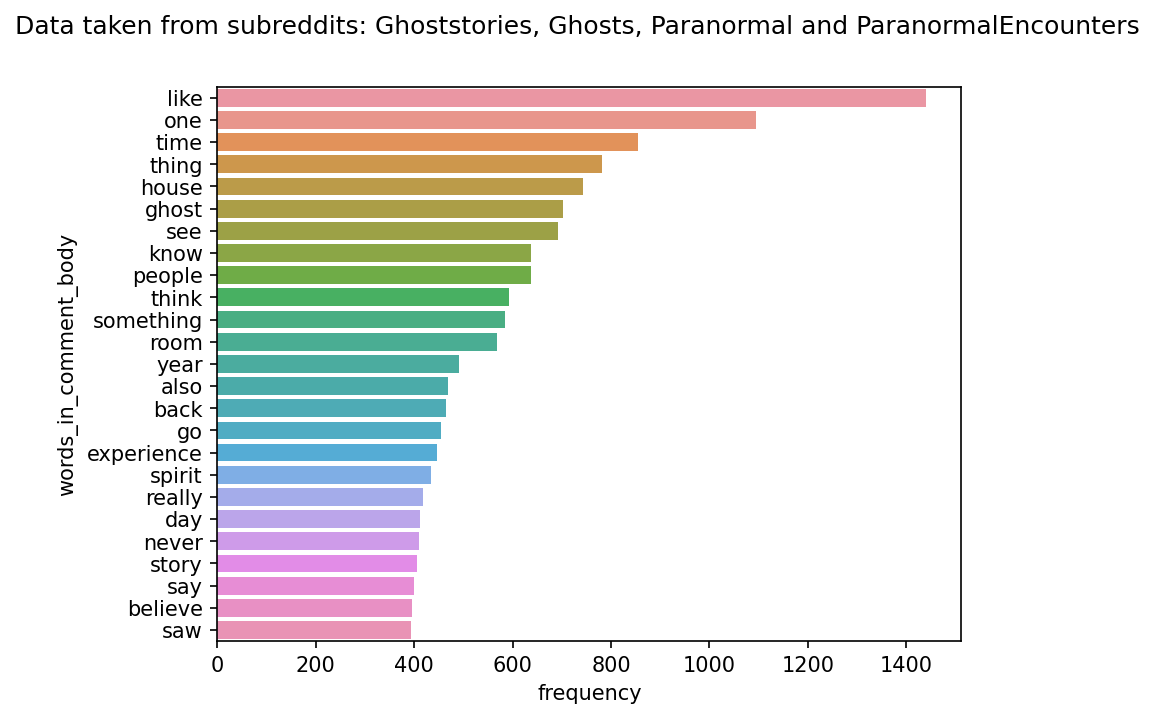 Data taken from subreddits: Ghoststories, Ghosts, Paranormal and ParanormalEncounters
words_in_comment_body
like
one
time
thing
house
ghost
see
know
people
think
something
room
year
also
back
go
experience
spirit
really
day
never
story
say
believe
saw
0 200 400 600 800 1000 1200 1400
frequency